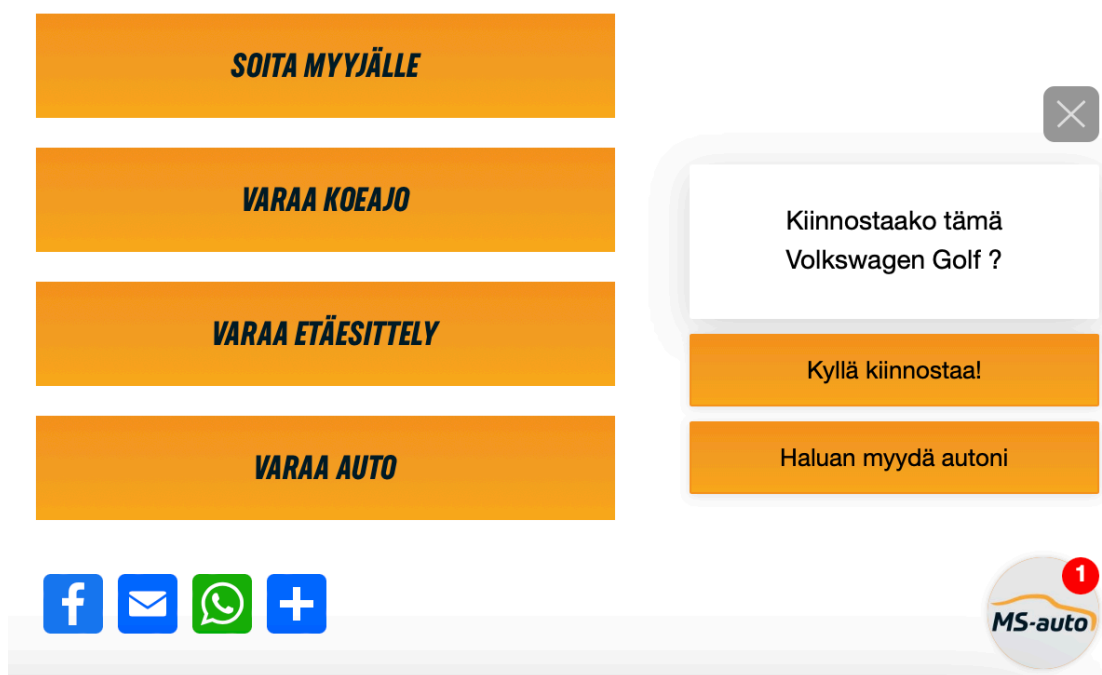 SOITA MYYJÄLLE
VARAA KOEAJO
VARAA ETÄESITTELY
VARAA AUTO
Kiinnostaako tämä
Volkswagen Golf ?
Kyllä kiinnostaa!
Haluan myydä autoni
1
MS-auto